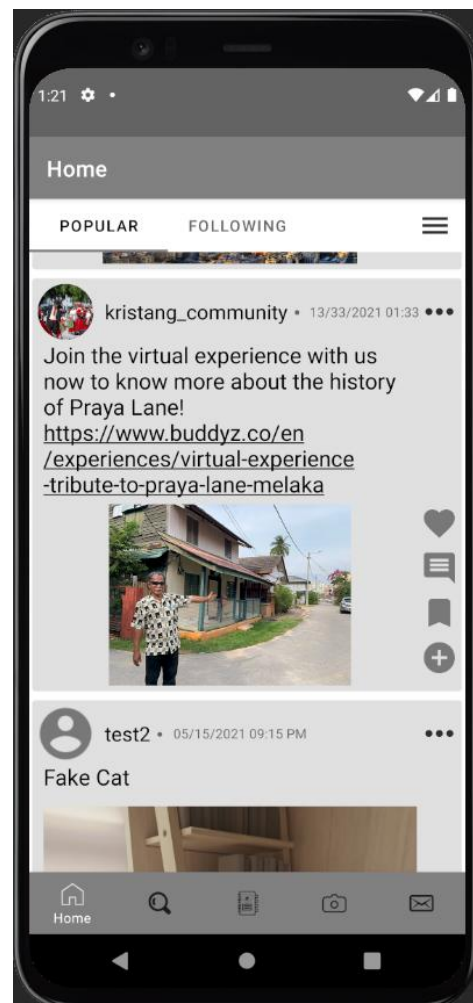 1:21
Home
POPULAR FOLLOWING
kristang_community • 13/33/2021 01:33
Join the virtual experience with us
now to know more about the history
of Praya Lane!
https://www.buddyz.co/en
/experiences/virtual-experience
-tribute-to-praya-lane-melaka
test2 • 05/15/2021 09:15 PM
Fake Cat
Home